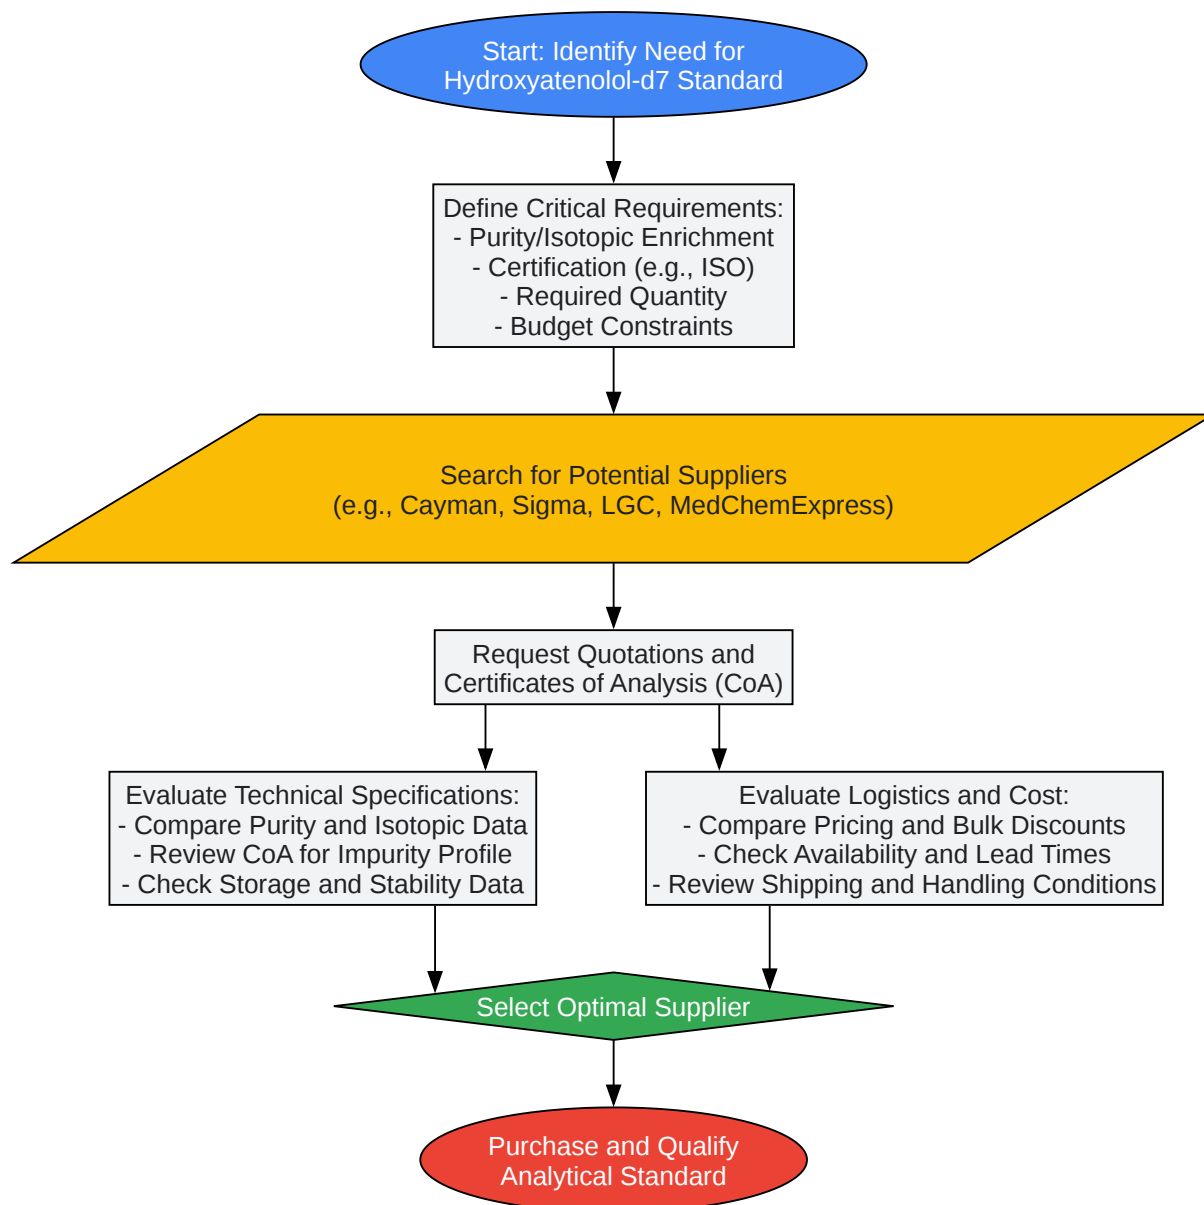 Start: Identify Need for
Hydroxyatenolol-d7 Standard
Define Critical Requirements:
- Purity/Isotopic Enrichment
- Certification (e.g., ISO)
- Required Quantity
- Budget Constraints
Search for Potential Suppliers
(e.g., Cayman, Sigma, LGC, MedChemExpress)
Request Quotations and
Certificates of Analysis (CoA)
Evaluate Technical Specifications:
- Compare Purity and Isotopic Data
- Review CoA for Impurity Profile
- Check Storage and Stability Data
Evaluate Logistics and Cost:
- Compare Pricing and Bulk Discounts
- Check Availability and Lead Times
- Review Shipping and Handling Conditions
Select Optimal Supplier
Purchase and Qualify
Analytical Standard